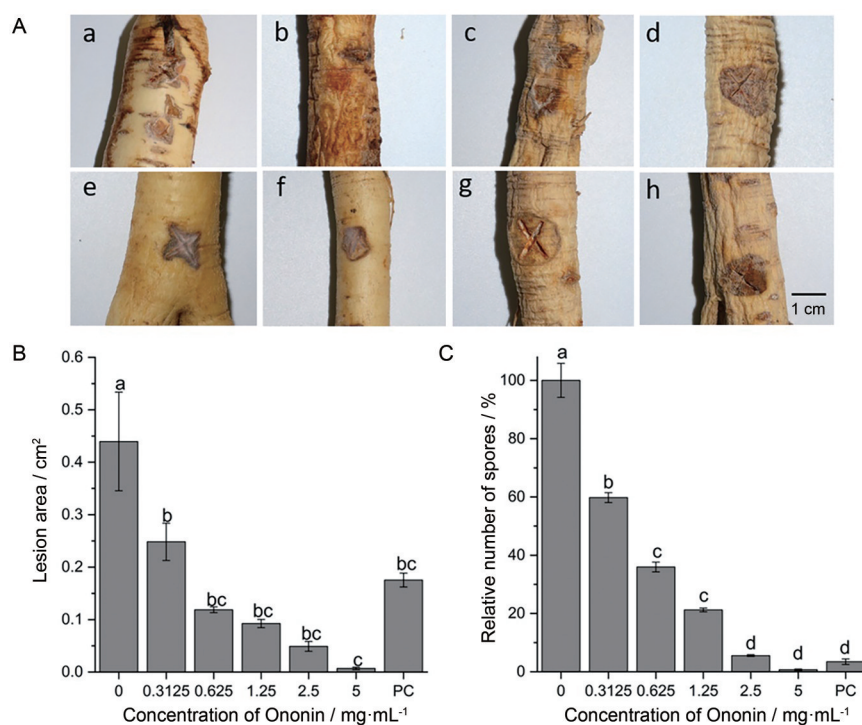 A
a b c d
e f g h
1 cm
B
Lesion area / cm²
0.6
0.5
0.4
0.3
0.2
0.1
0.0
a
b
bc
bc
bc
c
bc
0 0.3125 0.625 1.25 2.5 5 PC
Concentration of Ononin / mg·mL⁻¹
C
Relative number of spores / %
100
80
60
40
20
0
a
b
c
c
d
d
d
0 0.3125 0.625 1.25 2.5 5 PC
Concentration of Ononin / mg·mL⁻¹